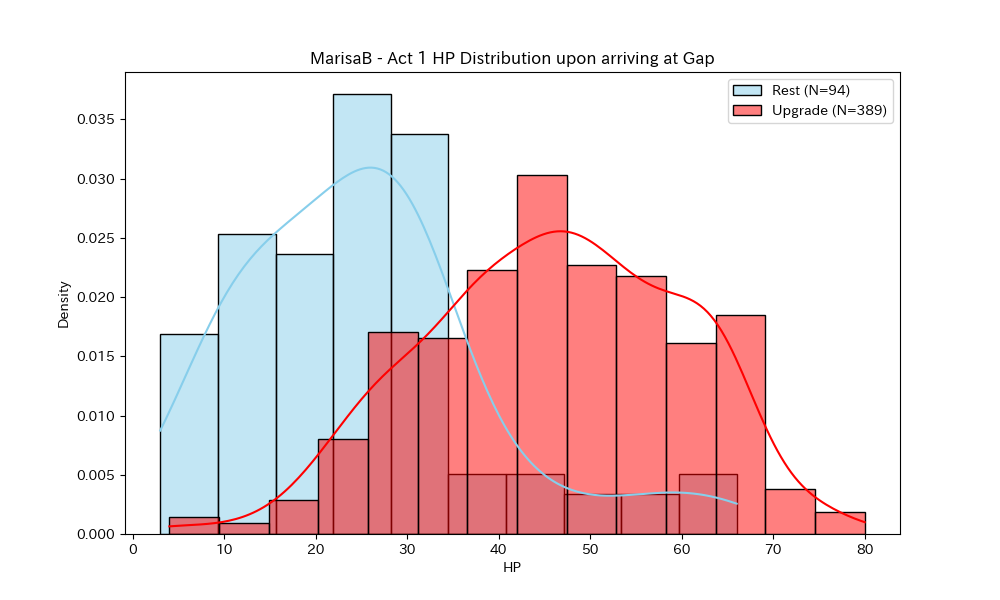 MarisaB - Act 1 HP Distribution upon arriving at Gap
Rest (N=94)
Upgrade (N=389)
Density
0.035
0.030
0.025
0.020
0.015
0.010
0.005
0.000
0 10 20 30 40 50 60 70 80
HP